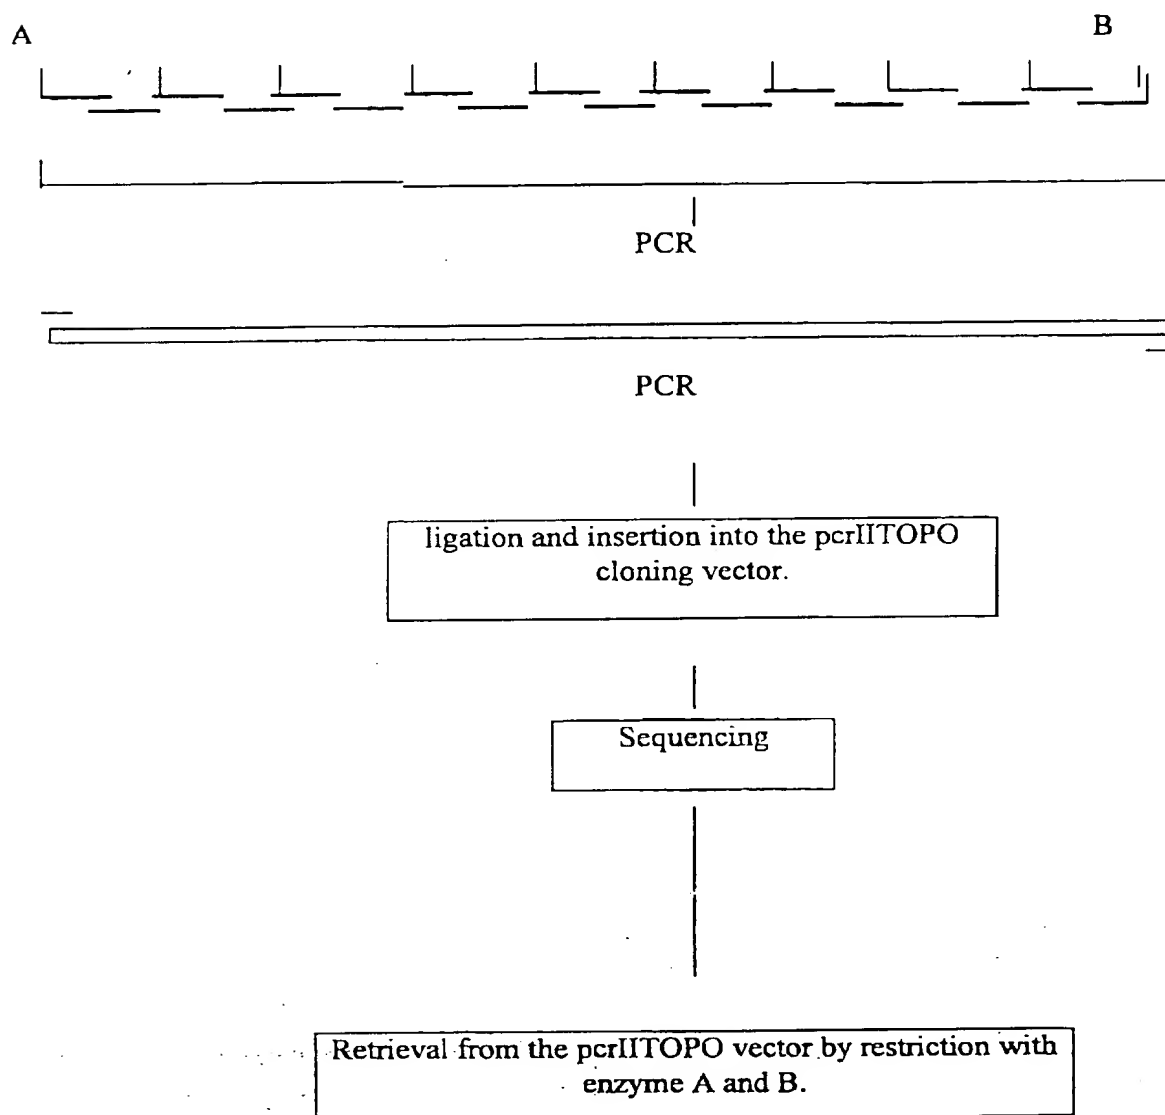 A
B
PCR
PCR
ligation and insertion into the pcrIITOPO
cloning vector.
Sequencing
Retrieval from the pcrIITOPO vector by restriction with
enzyme A and B.